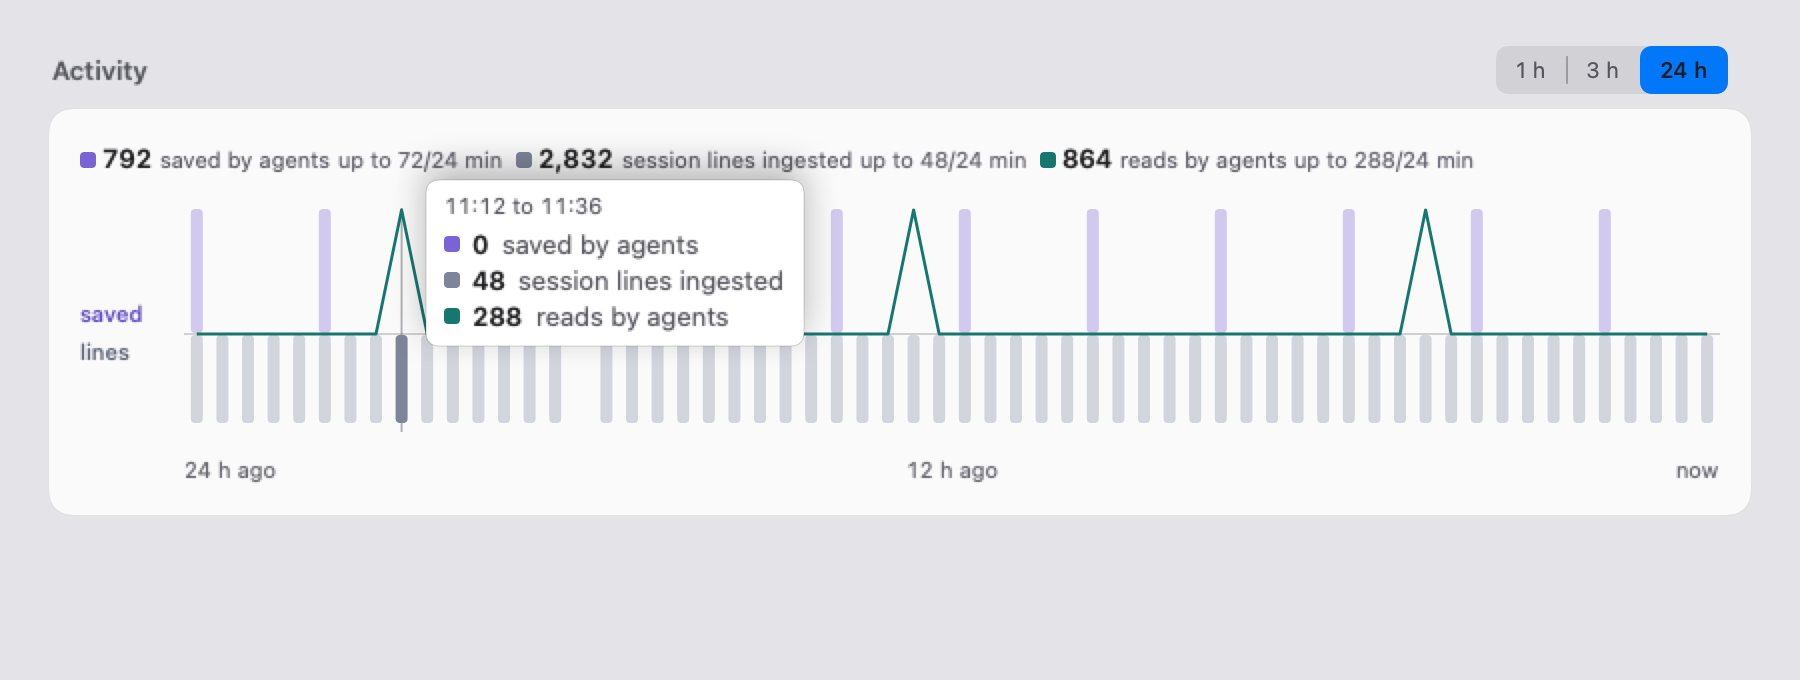 Activity
1 h
3 h
24 h
792 saved by agents up to 72/24 min 2,832 session lines ingested up to 48/24 min 864 reads by agents up to 288/24 min
11:12 to 11:36
0 saved by agents
48 session lines ingested
288 reads by agents
saved
lines
24 h ago
12 h ago
now